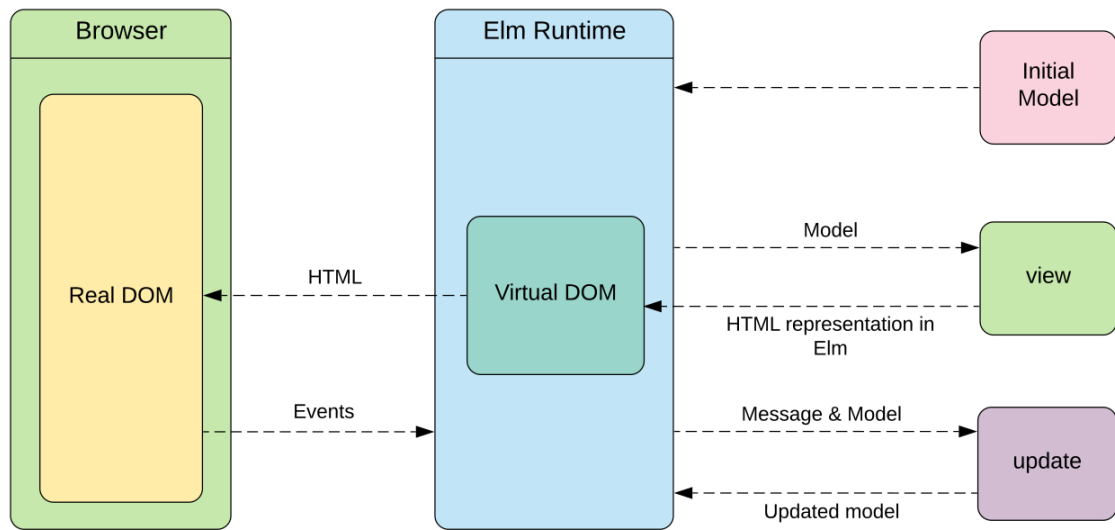 Browser
Elm Runtime
Initial
Model
Model
view
HTML
Real DOM
Virtual DOM
HTML representation in
Elm
Events
Message & Model
update
Updated model